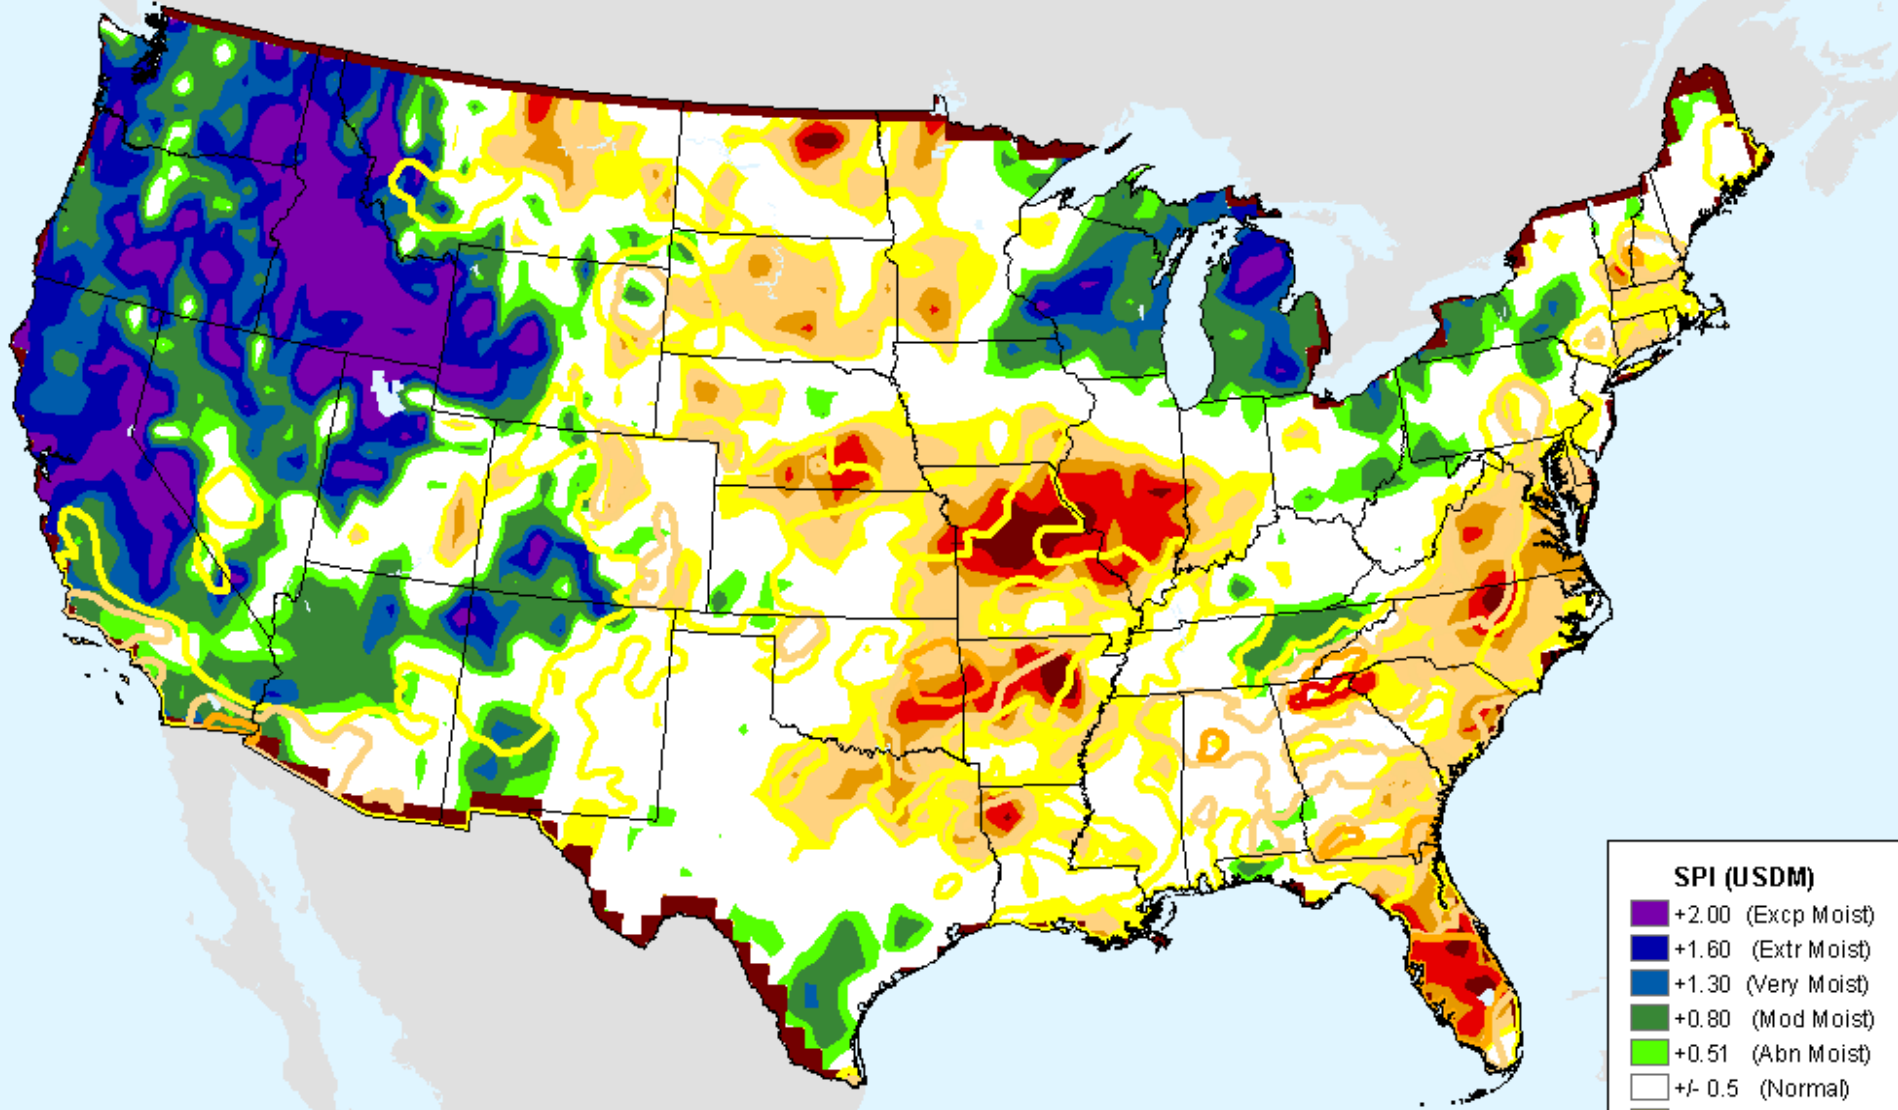 SPI (USDM)
+2.00 (Excp Moist)
+1.60 (Extr Moist)
+1.30 (Very Moist)
+0.80 (Mod Moist)
+0.51 (Abn Moist)
+/- 0.5 (Normal)